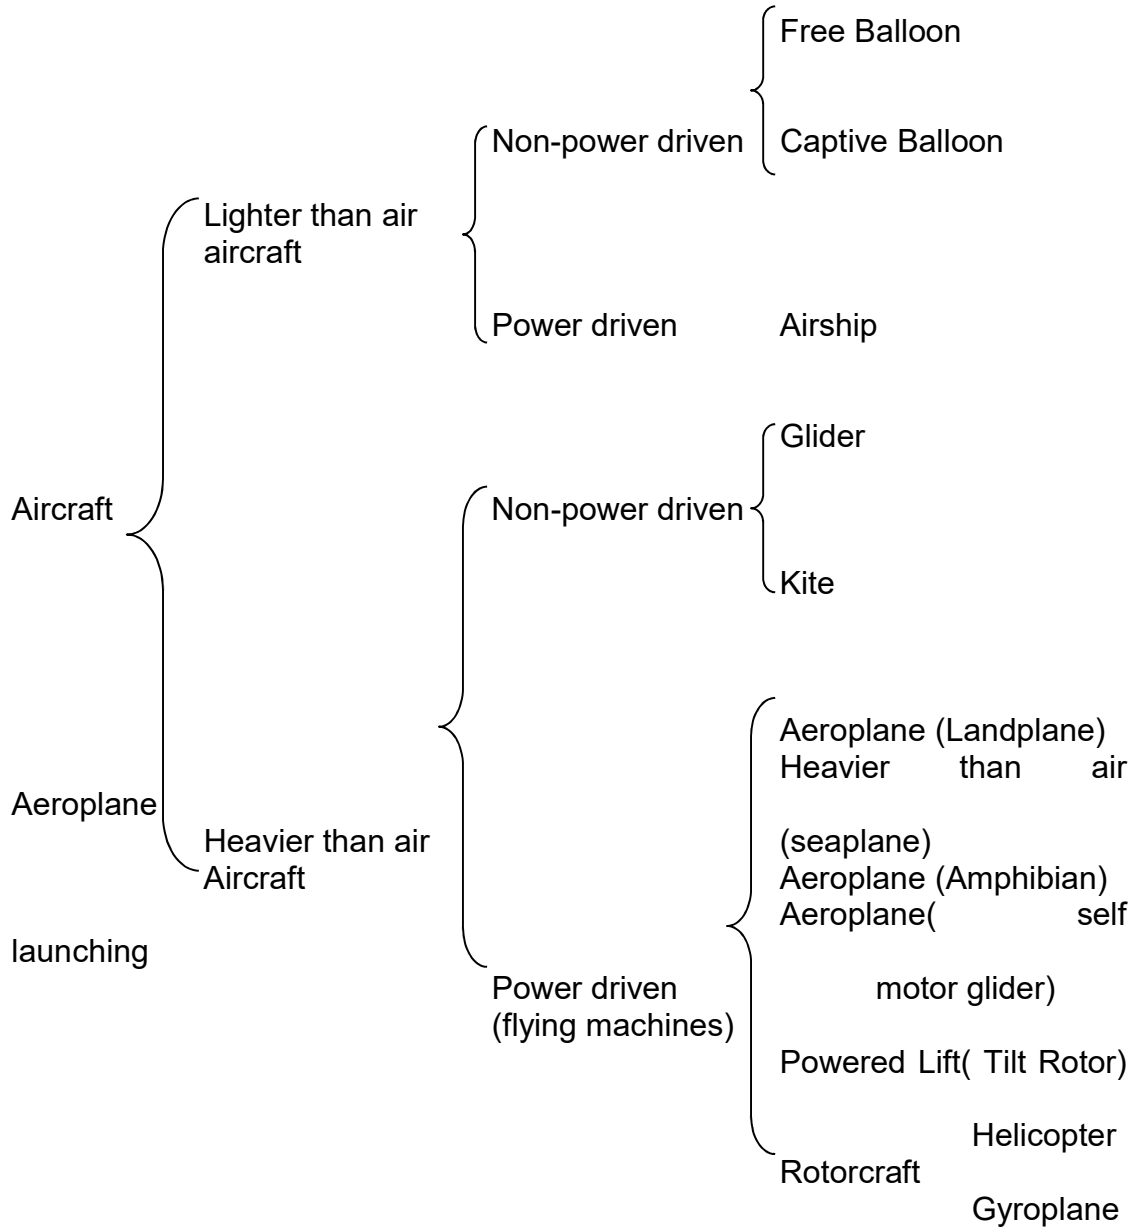 Free Balloon
Non-power driven
Captive Balloon
Lighter than air
aircraft
Power driven
Airship
Glider
Aircraft
Non-power driven
Kite
Aeroplane (Landplane)
Heavier than air
Aeroplane
Heavier than air
Aircraft
(seaplane)
Aeroplane (Amphibian)
Aeroplane( self
launching
Power driven
(flying machines)
motor glider)
Powered Lift( Tilt Rotor)
Helicopter
Rotorcraft
Gyroplane